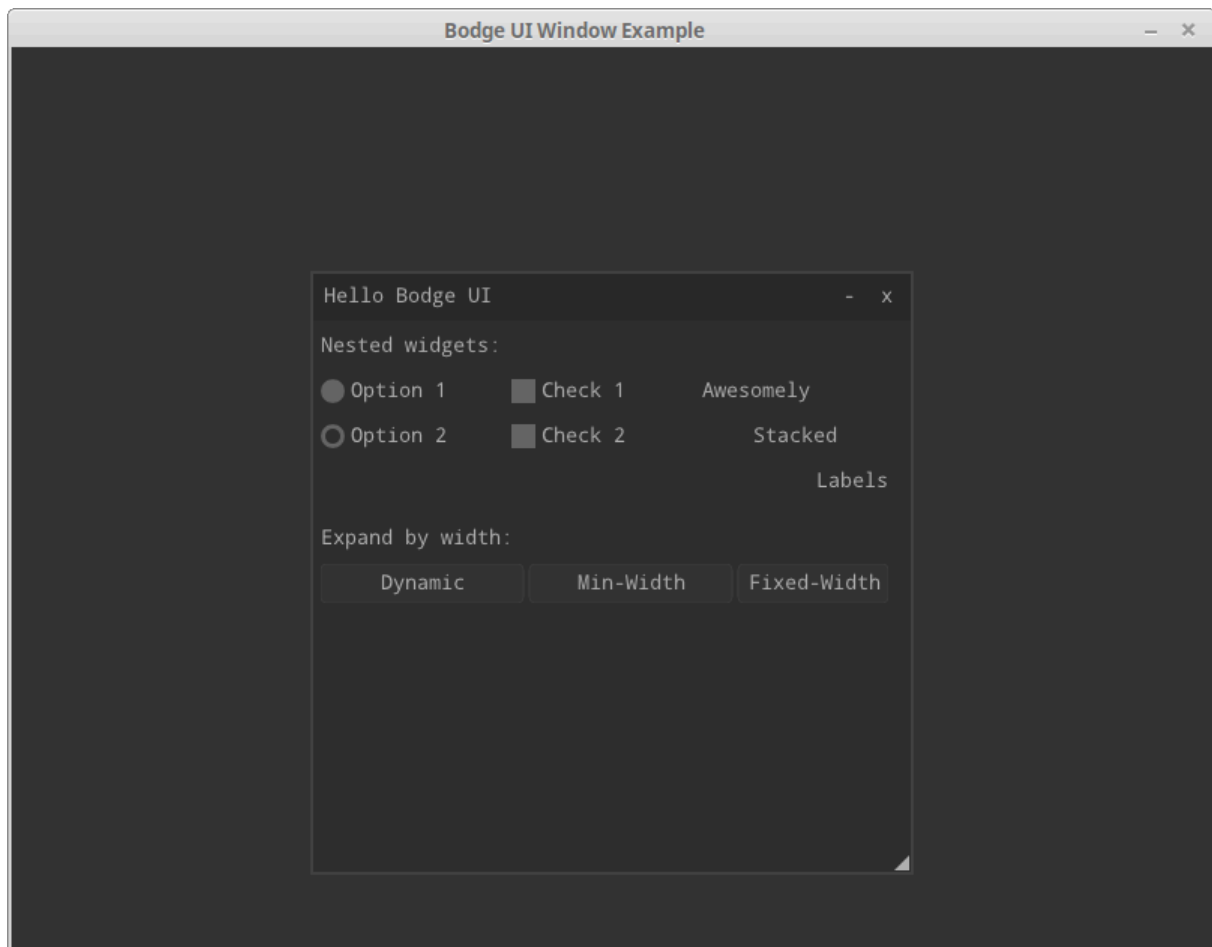 Bodge UI Window Example
Hello Bodge UI - x
Nested widgets:
Option 1 Check 1 Awesomely
Option 2 Check 2 Stacked
Labels
Expand by width:
Dynamic Min-Width Fixed-Width